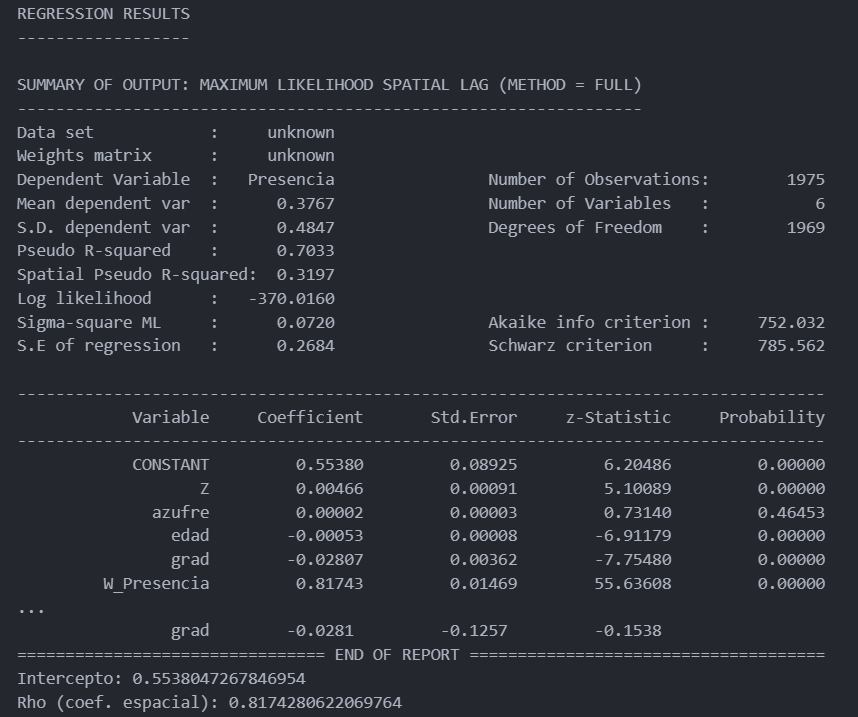 REGRESSION RESULTS
------------------
SUMMARY OF OUTPUT: MAXIMUM LIKELIHOOD SPATIAL LAG (METHOD = FULL)
-----------------------------------------------------------------
Data set            :     unknown
Weights matrix      :     unknown
Dependent Variable  :   Presencia                Number of Observations:        1975
Mean dependent var  :      0.3767                Number of Variables   :           6
S.D. dependent var  :      0.4847                Degrees of Freedom    :        1969
Pseudo R-squared    :      0.7033
Spatial Pseudo R-squared:  0.3197
Log likelihood      :   -370.0160
Sigma-square ML     :      0.0720                Akaike info criterion :     752.032
S.E of regression   :      0.2684                Schwarz criterion     :     785.562
------------------------------------------------------------------------------------
            Variable     Coefficient       Std.Error     z-Statistic     Probability
------------------------------------------------------------------------------------
            CONSTANT         0.55380         0.08925         6.20486         0.00000
                   Z         0.00466         0.00091         5.10089         0.00000
              azufre         0.00002         0.00003         0.73140         0.46453
                edad        -0.00053         0.00008        -6.91179         0.00000
                grad        -0.02807         0.00362        -7.75480         0.00000
         W_Presencia         0.81743         0.01469        55.63608         0.00000
...
                grad        -0.0281         -0.1257         -0.1538
================================ END OF REPORT =====================================
Intercepto: 0.5538047267846954
Rho (coef. espacial): 0.8174280622069764